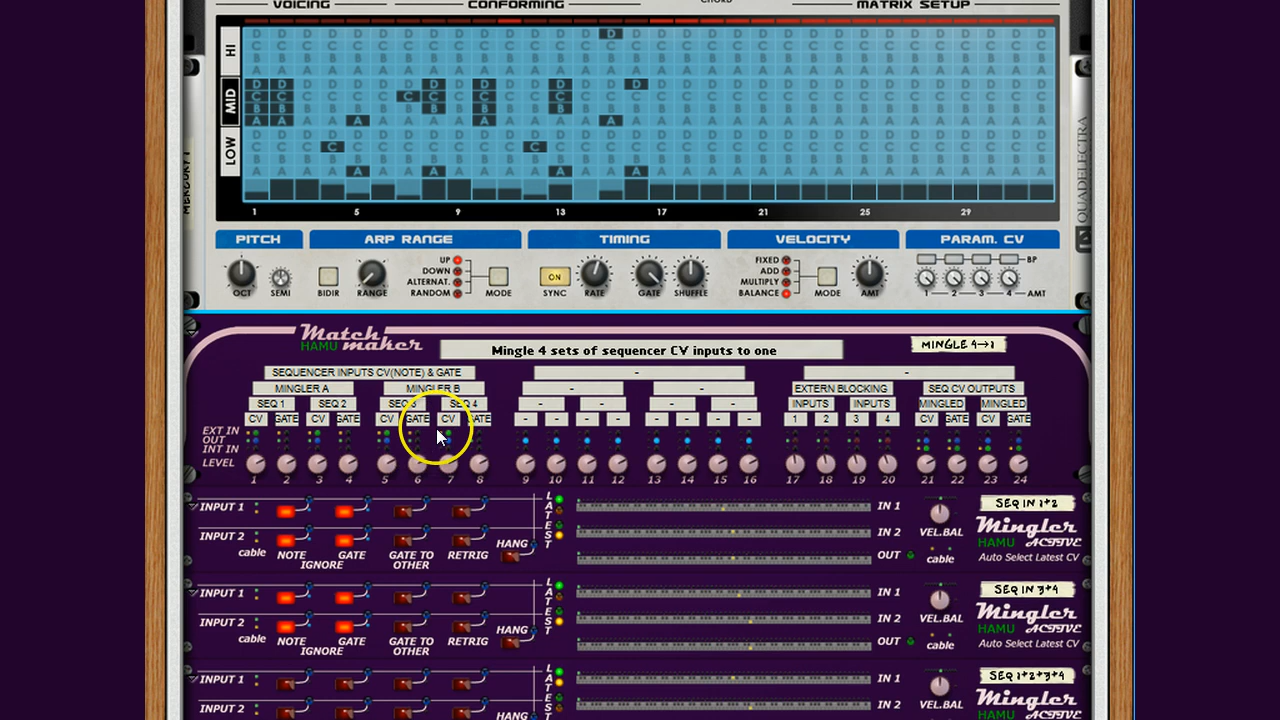 VOICING CONFORMING CHORD MATRIX SETUP
HI
MID
LOW
D D D D D D D D D D D D D D D D D D D D D D D D D D D D D D D D
C C C C C C C C C C C C C C C C C C C C C C C C C C C C C C C C
B B B B B B B B B B B B B B B B B B B B B B B B B B B B B B B B
A A A A A A A A A A A A A A A A A A A A A A A A A A A A A A A A
D D D D D D D D D D D D D D D D D D D D D D D D D D D D D D D D
C C C C C C C C C C C C C C C C C C C C C C C C C C C C C C C C
B B B B B B B B B B B B B B B B B B B B B B B B B B B B B B B B
A A A A A A A A A A A A A A A A A A A A A A A A A A A A A A A A
D D D D D D D D D D D D D D D D D D D D D D D D D D D D D D D D
C C C C C C C C C C C C C C C C C C C C C C C C C C C C C C C C
B B B B B B B B B B B B B B B B B B B B B B B B B B B B B B B B
A A A A A A A A A A A A A A A A A A A A A A A A A A A A A A A A
1 5 9 13 17 21 25 29
QUADELECTRA
PITCH ARP RANGE TIMING VELOCITY PARAM. CV
UP
DOWN
ALTERNAT.
RANDOM
FIXED
ADD
MULTIPLY
BALANCE
ON
BP
OCT SEMI BIDIR RANGE MODE SYNC RATE GATE SHUFFLE MODE AMT 1 2 3 4 AMT
Match
HAMU maker
Mingle 4 sets of sequencer CV inputs to one
MINGLE 4→1
SEQUENCER INPUTS CV(NOTE) & GATE - -
MINGLER A MINGLER B - - EXTERN BLOCKING SEQ CV OUTPUTS
SEQ 1 SEQ 2 SEQ 3 SEQ 4 - - - - INPUTS INPUTS MINGLED MINGLED
CV GATE CV GATE CV GATE CV GATE - - - - - - - - 1 2 3 4 CV GATE CV GATE
EXT IN
OUT
INT IN
LEVEL
1 2 3 4 5 6 7 8 9 10 11 12 13 14 15 16 17 18 19 20 21 22 23 24
INPUT 1
INPUT 2
cable
NOTE GATE
IGNORE
GATE TO OTHER
RETRIG
HANG
LATEST
IN 1
IN 2
OUT
VEL.BAL
cable
SEQ IN 1+2
Mingler
HAMU ACTIVE
Auto Select Latest CV
INPUT 1
INPUT 2
cable
NOTE GATE
IGNORE
GATE TO OTHER
RETRIG
HANG
LATEST
IN 1
IN 2
OUT
VEL.BAL
cable
SEQ IN 3+4
Mingler
HAMU ACTIVE
Auto Select Latest CV
INPUT 1
INPUT 2
HANG
LATES
IN 1
IN 2
VEL.BAL
SEQ 1+2+3+4
Mingler
HAMU ACTIVE